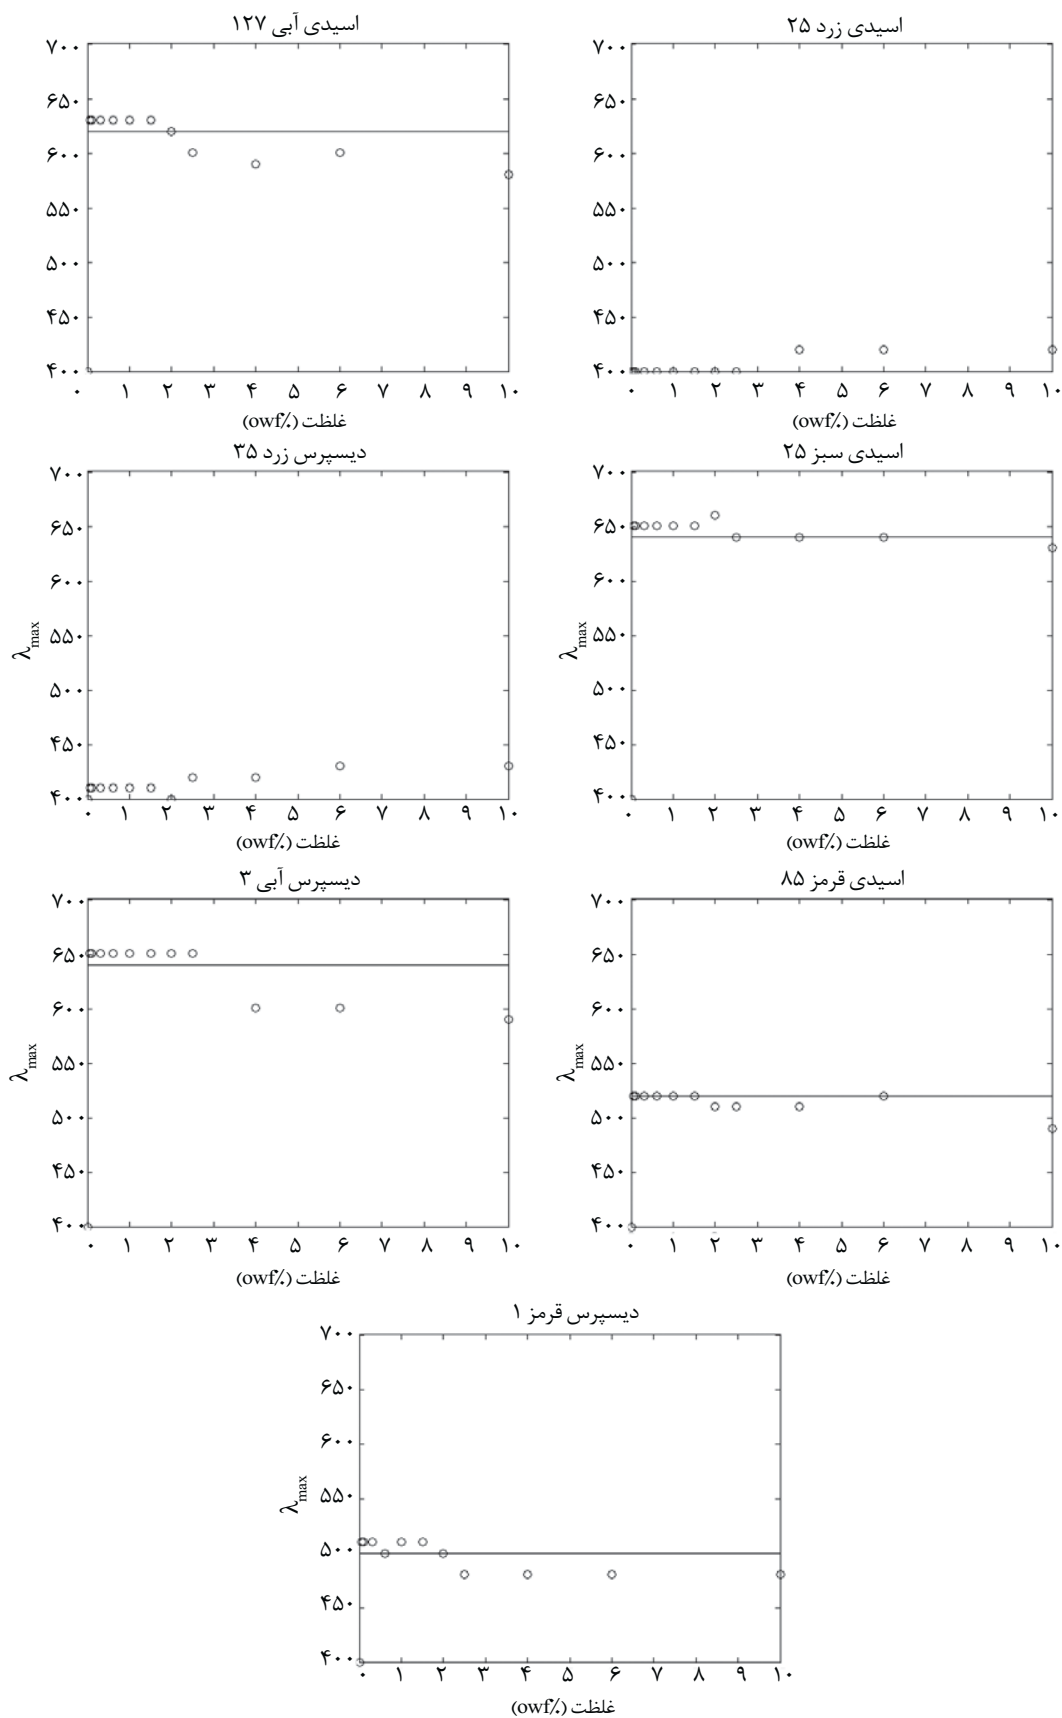 اسیدی آبی ۱۲۷
۷۰۰
۶۵۰
۶۰۰
۵۵۰
۵۰۰
۴۵۰
۴۰۰
۰ ۱ ۲ ۳ ۴ ۵ ۶ ۷ ۸ ۹ ۱۰
غلظت (owf٪)
اسیدی زرد ۲۵
۷۰۰
۶۵۰
۶۰۰
۵۵۰
۵۰۰
۴۵۰
۴۰۰
۰ ۱ ۲ ۳ ۴ ۵ ۶ ۷ ۸ ۹ ۱۰
غلظت (owf٪)
دیسپرس زرد ۳۵
۷۰۰
۶۵۰
۶۰۰
۵۵۰
۵۰۰
۴۵۰
۴۰۰
λmax
۰ ۱ ۲ ۳ ۴ ۵ ۶ ۷ ۸ ۹ ۱۰
غلظت (owf٪)
اسیدی سبز ۲۵
۷۰۰
۶۵۰
۶۰۰
۵۵۰
۵۰۰
۴۵۰
۴۰۰
λmax
۰ ۱ ۲ ۳ ۴ ۵ ۶ ۷ ۸ ۹ ۱۰
غلظت (owf٪)
دیسپرس آبی ۳
۷۰۰
۶۵۰
۶۰۰
۵۵۰
۵۰۰
۴۵۰
۴۰۰
λmax
۰ ۱ ۲ ۳ ۴ ۵ ۶ ۷ ۸ ۹ ۱۰
غلظت (owf٪)
اسیدی قرمز ۸۵
۷۰۰
۶۵۰
۶۰۰
۵۵۰
۵۰۰
۴۵۰
۴۰۰
λmax
۰ ۱ ۲ ۳ ۴ ۵ ۶ ۷ ۸ ۹ ۱۰
غلظت (owf٪)
دیسپرس قرمز ۱
۷۰۰
۶۵۰
۶۰۰
۵۵۰
۵۰۰
۴۵۰
۴۰۰
λmax
۰ ۱ ۲ ۳ ۴ ۵ ۶ ۷ ۸ ۹ ۱۰
غلظت (owf٪)